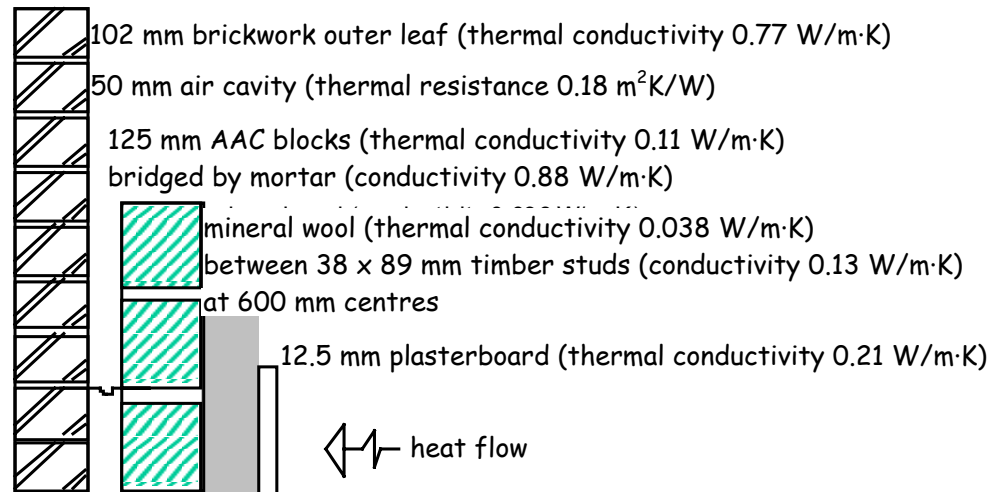 102 mm brickwork outer leaf (thermal conductivity 0.77 W/m·K)
50 mm air cavity (thermal resistance 0.18 m²K/W)
125 mm AAC blocks (thermal conductivity 0.11 W/m·K)
bridged by mortar (conductivity 0.88 W/m·K)
mineral wool (thermal conductivity 0.038 W/m·K)
between 38 x 89 mm timber studs (conductivity 0.13 W/m·K)
at 600 mm centres
12.5 mm plasterboard (thermal conductivity 0.21 W/m·K)
heat flow